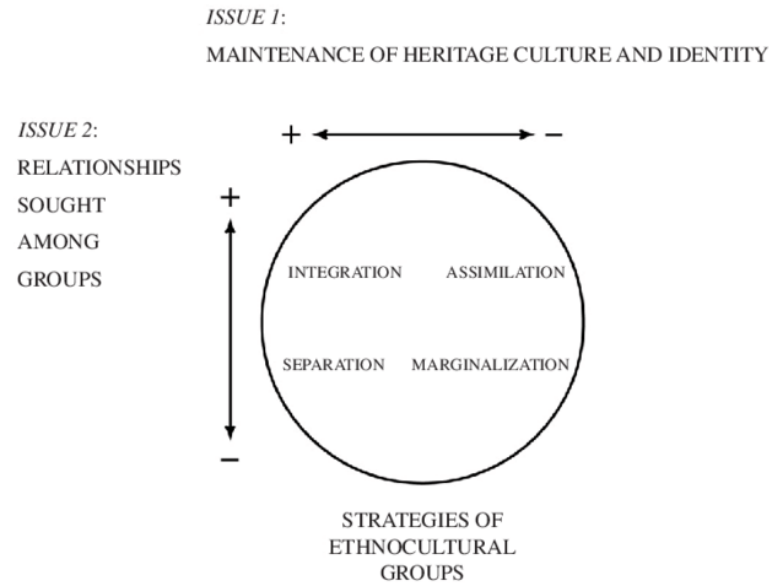 ISSUE 1:
MAINTENANCE OF HERITAGE CULTURE AND IDENTITY
ISSUE 2:
RELATIONSHIPS
SOUGHT
AMONG
GROUPS
+ −
+
−
INTEGRATION ASSIMILATION
SEPARATION MARGINALIZATION
STRATEGIES OF
ETHNOCULTURAL
GROUPS